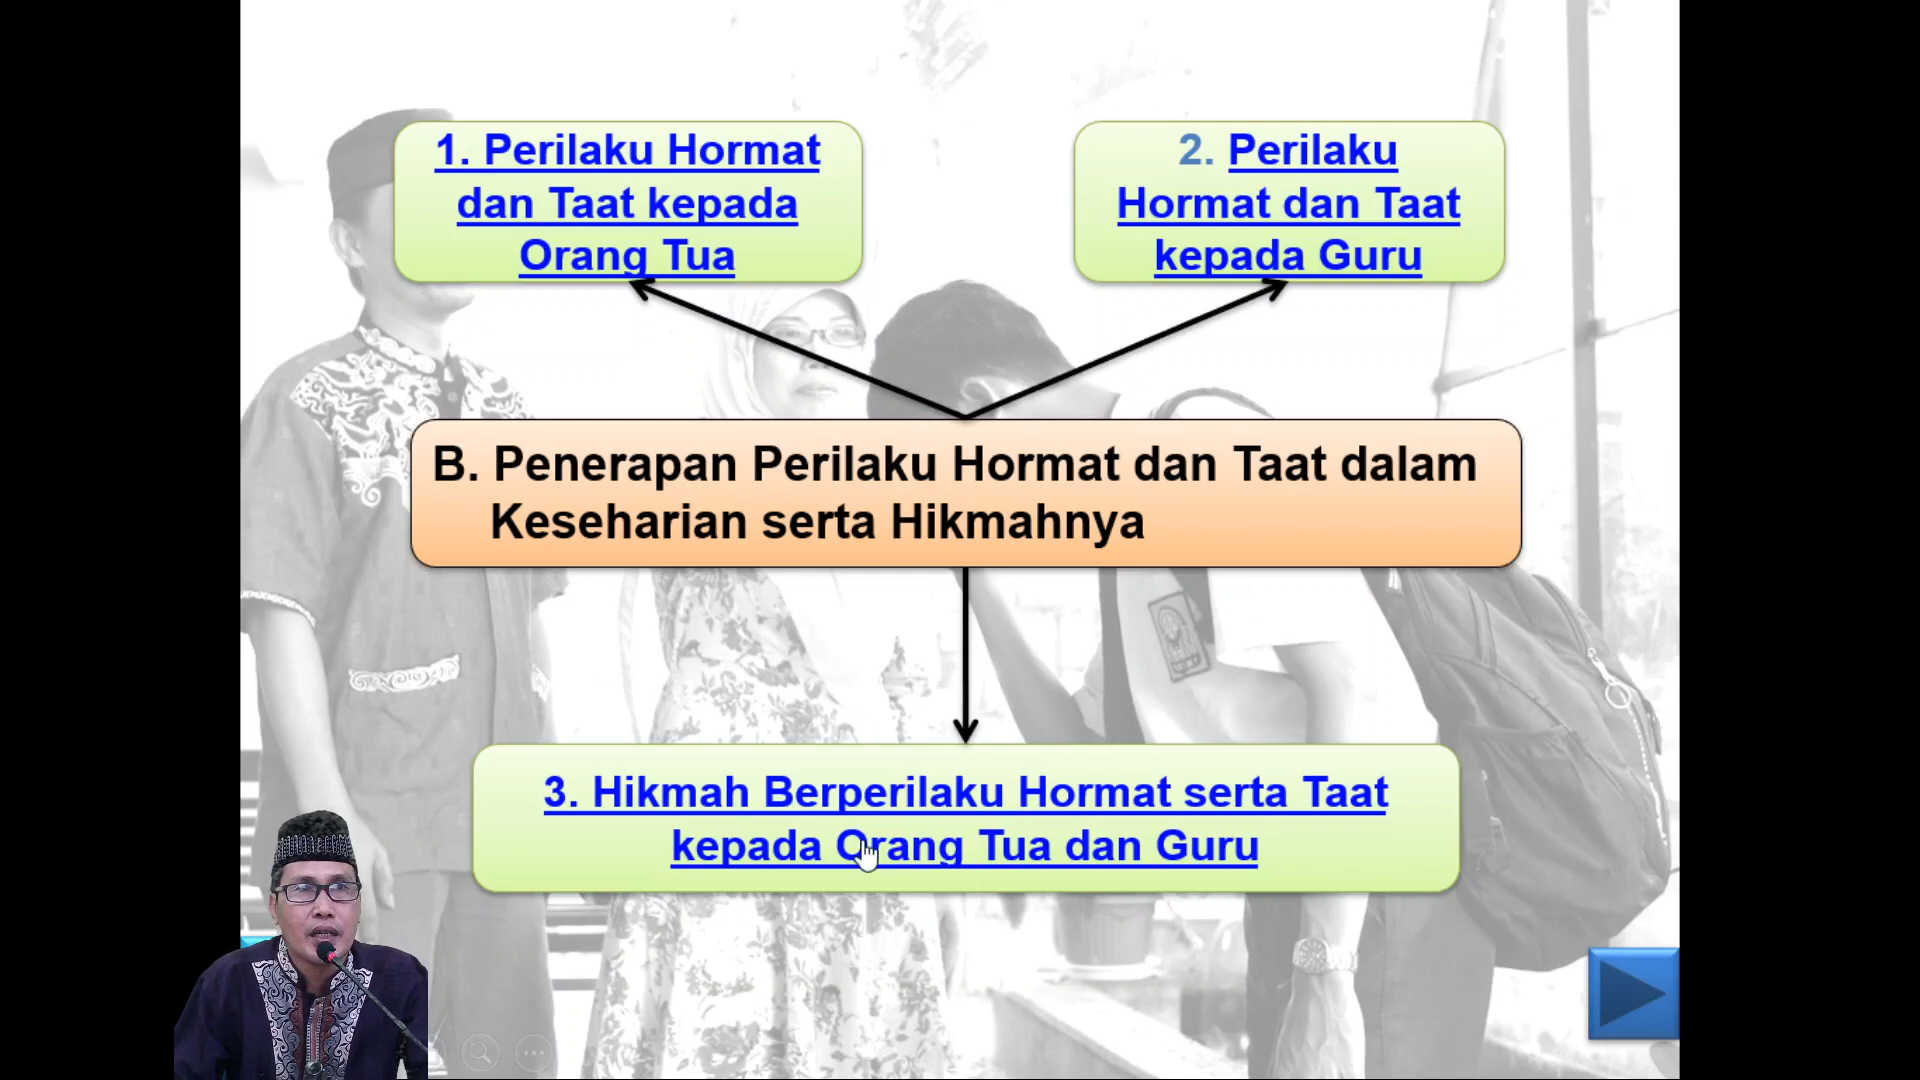 1. Perilaku Hormat
dan Taat kepada
Orang Tua
2. Perilaku
Hormat dan Taat
kepada Guru
B. Penerapan Perilaku Hormat dan Taat dalam
Keseharian serta Hikmahnya
3. Hikmah Berperilaku Hormat serta Taat
kepada Orang Tua dan Guru